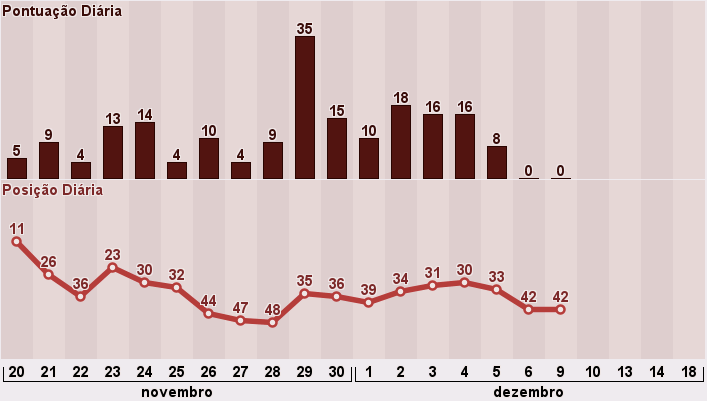 Pontuação Diária
5 9 4 13 14 4 10 4 9 35 15 10 18 16 16 8 0 0
Posição Diária
11 26 36 23 30 32 44 47 48 35 36 39 34 31 30 33 42 42
20 21 22 23 24 25 26 27 28 29 30 1 2 3 4 5 6 9 10 13 14 18
novembro dezembro